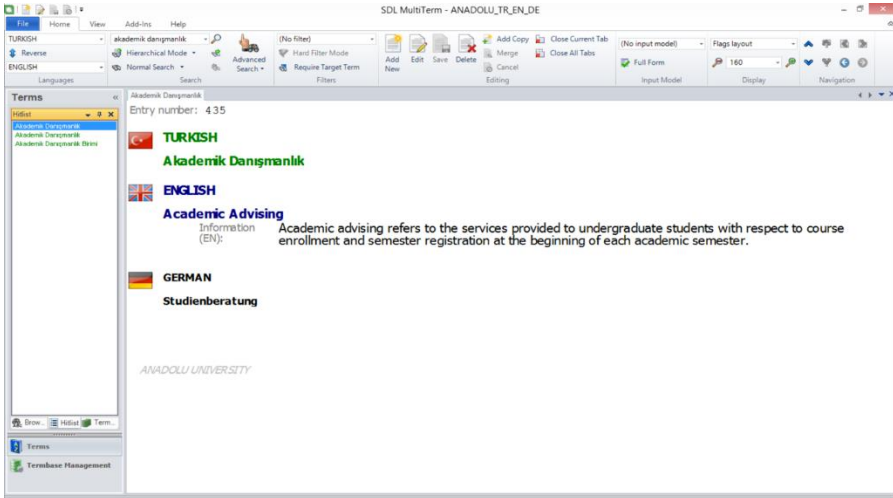 SDL MultiTerm - ANADOLU_TR_EN_DE
File Home View Add-Ins Help
TURKISH
Reverse
ENGLISH
Languages
akademik danışmanlık
Hierarchical Mode
Normal Search
Advanced Search
Search
(No filter)
Hard Filter Mode
Require Target Term
Filters
Add New
Edit
Save
Delete
Add Copy
Merge
Cancel
Close Current Tab
Close All Tabs
Editing
(No input model)
Full Form
Input Model
Flags layout
160
Display
Navigation
Terms
Hitlist
Akademik Danışmanlık
Akademik Danışmanlık
Akademik Danışmanlık Birimi
Brow...
Hitlist
Term...
Terms
Termbase Management
Akademik Danışmanlık
Entry number: 435
TURKISH
Akademik Danışmanlık
ENGLISH
Academic Advising
Information (EN): Academic advising refers to the services provided to undergraduate students with respect to course
enrollment and semester registration at the beginning of each academic semester.
GERMAN
Studienberatung
ANADOLU UNIVERSITY